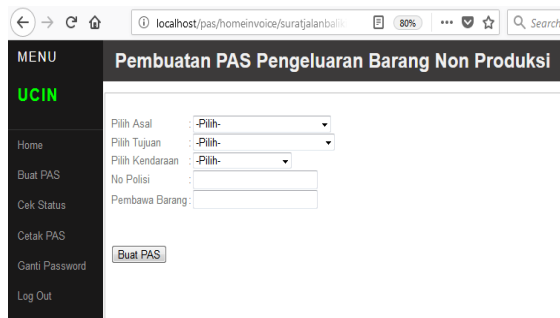 localhost/pas/homeinvoice/suratjalanbalik
80%
Search
MENU
Pembuatan PAS Pengeluaran Barang Non Produksi
UCIN
Pilih Asal : -Pilih-
Pilih Tujuan : -Pilih-
Pilih Kendaraan : -Pilih-
No Polisi :
Pembawa Barang :
Buat PAS
Home
Buat PAS
Cek Status
Cetak PAS
Ganti Password
Log Out